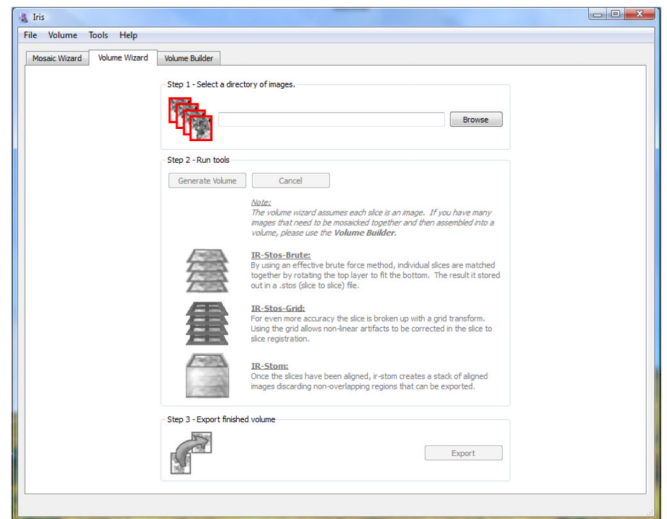 Iris
File Volume Tools Help
Mosaic Wizard Volume Wizard Volume Builder
Step 1 - Select a directory of images.
Browse
Step 2 - Run tools
Generate Volume Cancel
Note:
The volume wizard assumes each slice is an image. If you have many
images that need to be mosaicked together and then assembled into a
volume, please use the Volume Builder.
IR-Stos-Brute:
By using an effective brute force method, individual slices are matched
together by rotating the top layer to fit the bottom. The result it stored
out in a .stos (slice to slice) file.
IR-Stos-Grid:
For even more accuracy the slice is broken up with a grid transform.
Using the grid allows non-linear artifacts to be corrected in the slice to
slice registration.
IR-Stom:
Once the slices have been aligned, ir-stom creates a stack of aligned
images discarding non-overlapping regions that can be exported.
Step 3 - Export finished volume
Export